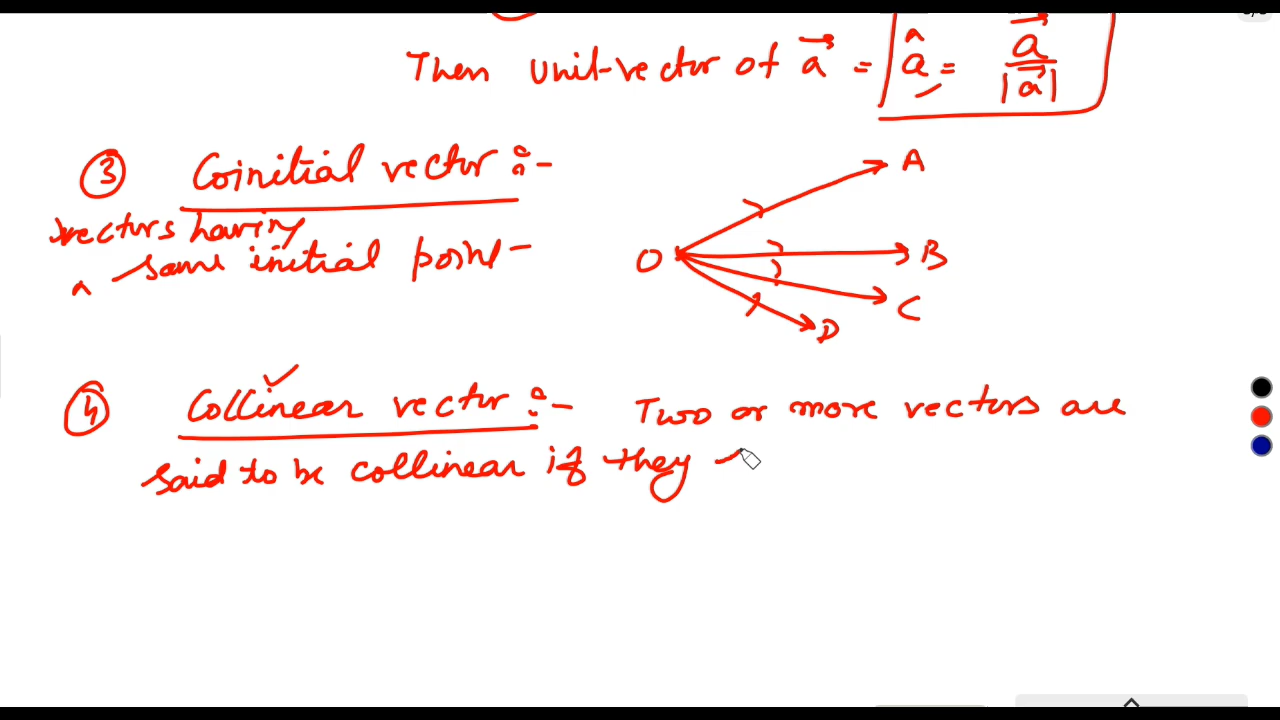 Then Unit-vector of a⃗ = â = a⃗ / |a⃗|
③ Coinitial vector :-
vectors having
a same initial point -
O A B C D
④ Collinear vector :- Two or more vectors are
said to be collinear if they